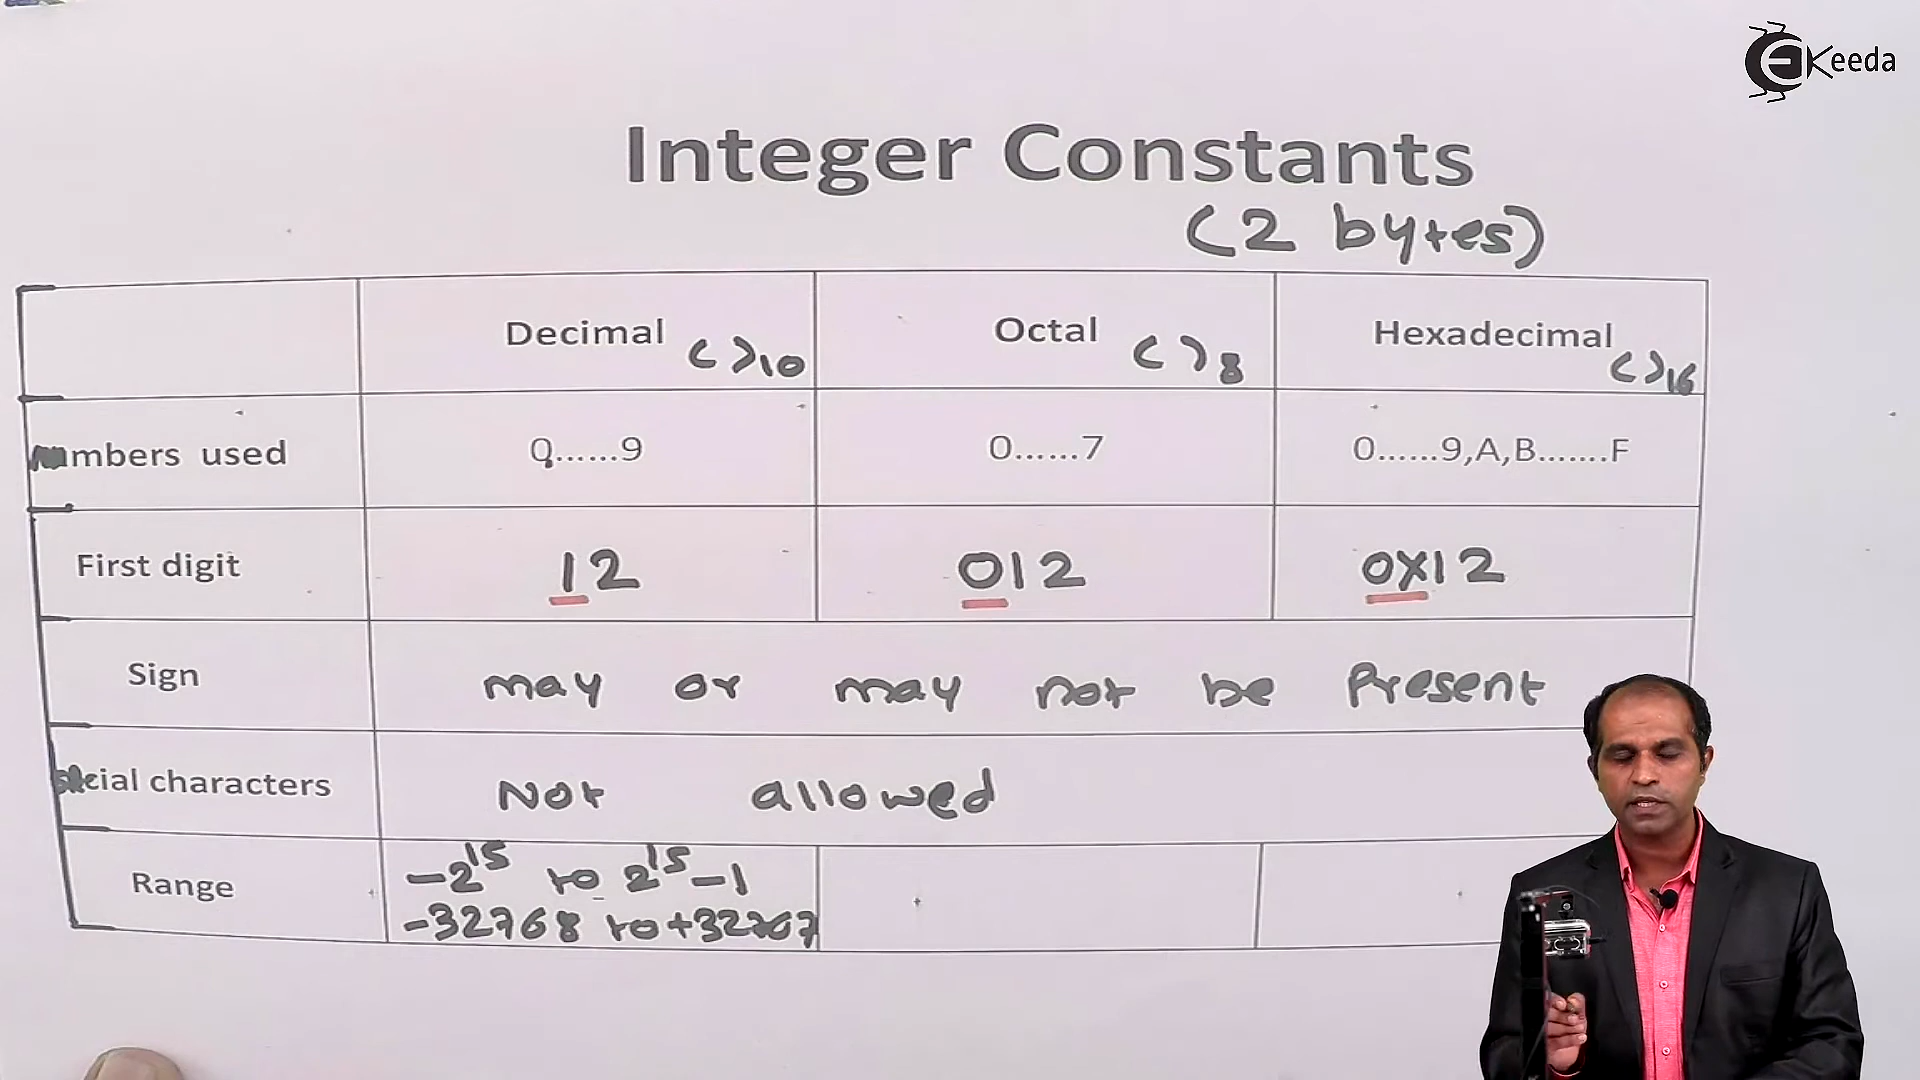 EKeeda
Integer Constants
(2 bytes)
Decimal ( )10 Octal ( )8 Hexadecimal ( )16
numbers used 0......9 0......7 0......9,A,B.......F
First digit 12 012 0X12
Sign may or may not be Present
cial characters Not allowed
Range -2^15 to 2^15-1
-32768 to +32767